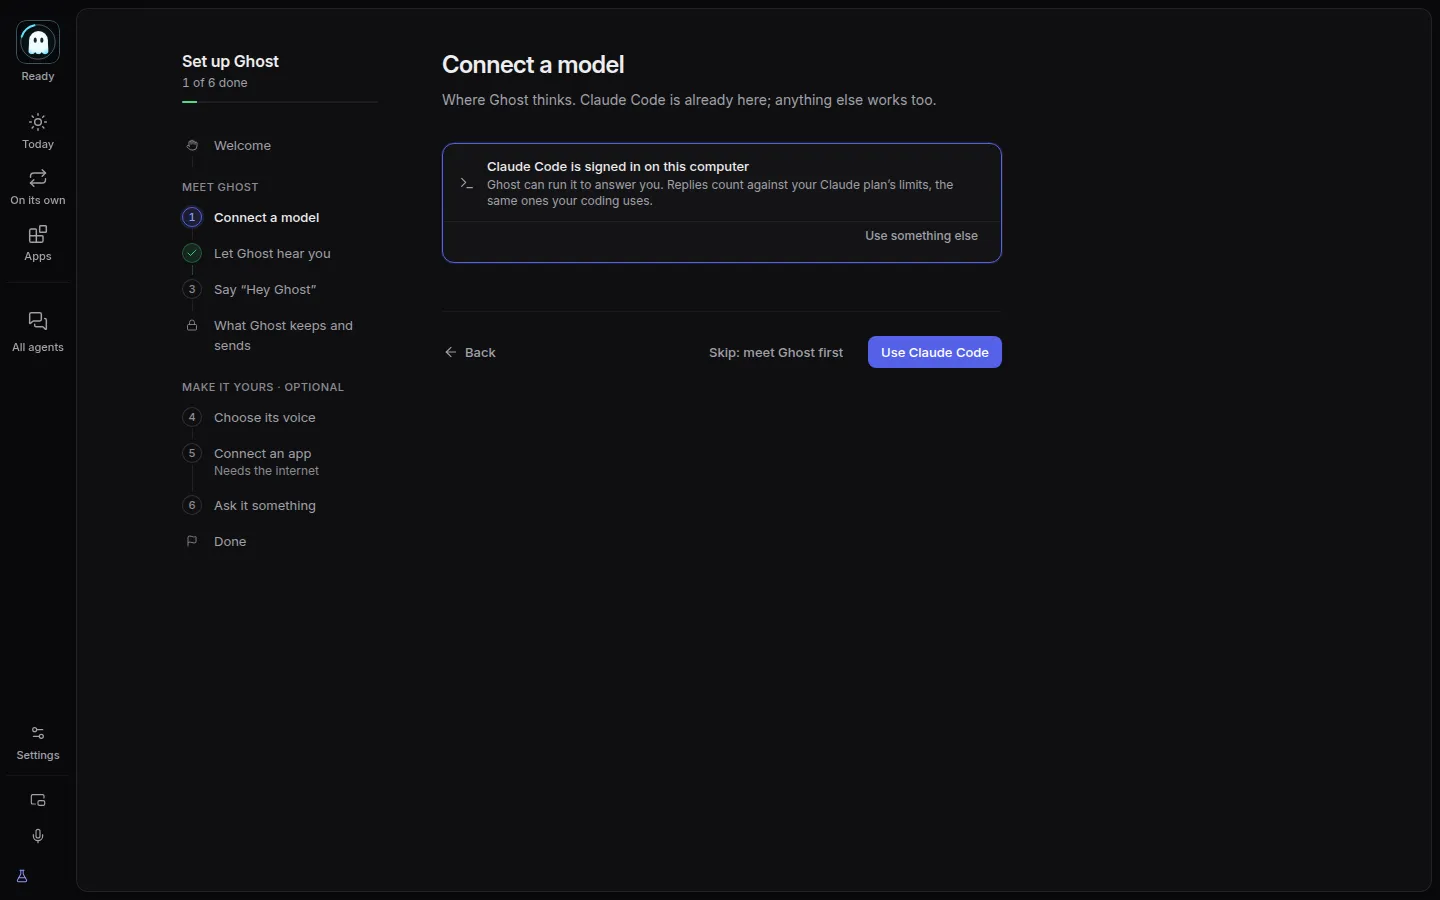 Ready
Today
On its own
Apps
All agents
Settings
Set up Ghost
1 of 6 done
Welcome
MEET GHOST
1
Connect a model
Let Ghost hear you
3
Say “Hey Ghost”
What Ghost keeps and
sends
MAKE IT YOURS · OPTIONAL
4
Choose its voice
5
Connect an app
Needs the internet
6
Ask it something
Done
Connect a model
Where Ghost thinks. Claude Code is already here; anything else works too.
Claude Code is signed in on this computer
Ghost can run it to answer you. Replies count against your Claude plan’s limits, the
same ones your coding uses.
Use something else
Back
Skip: meet Ghost first
Use Claude Code